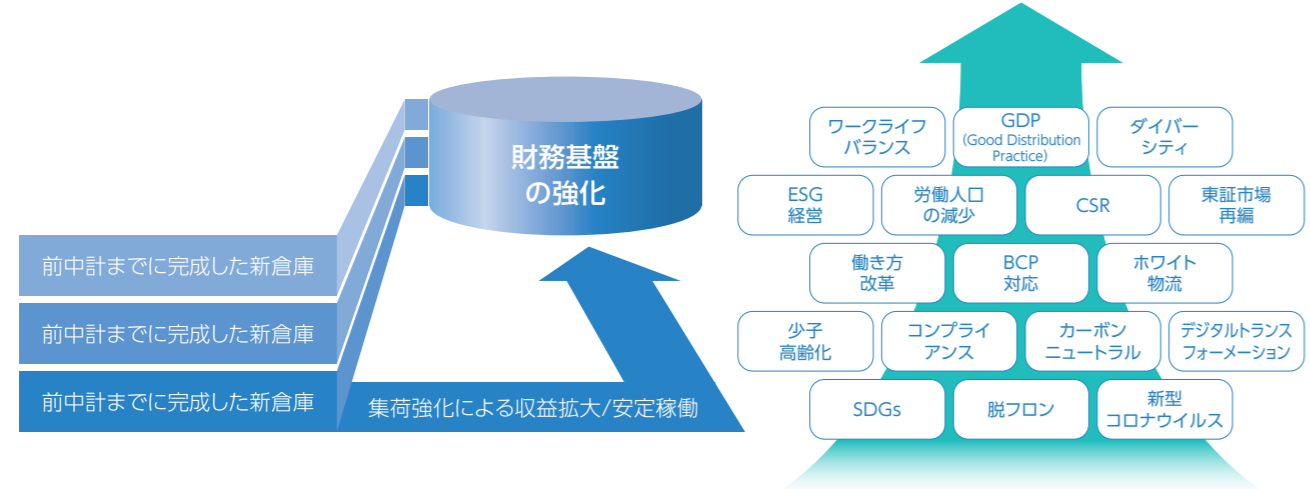 財務基盤
の強化
前中計までに完成した新倉庫
前中計までに完成した新倉庫
前中計までに完成した新倉庫
集荷強化による収益拡大/安定稼働
ワークライフ
バランス
GDP
(Good Distribution
Practice)
ダイバー
シティ
ESG
経営
労働人口
の減少
CSR
東証市場
再編
働き方
改革
BCP
対応
ホワイト
物流
少子
高齢化
コンプライ
アンス
カーボン
ニュートラル
デジタルトランス
フォーメーション
SDGs
脱フロン
新型
コロナウイルス